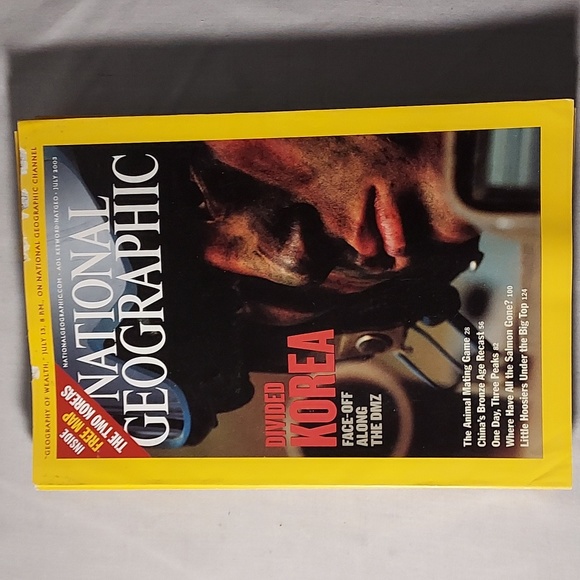 "GEOGRAPHY OF WEALTH," JULY 13, 8 P.M., ON NATIONAL GEOGRAPHIC CHANNEL
NATIONALGEOGRAPHIC.COM • AOL KEYWORD: NATGEO • JULY 2003
NATIONAL
GEOGRAPHIC
INSIDE
FREE MAP
THE TWO KOREAS
DIVIDED
KOREA
FACE-OFF
ALONG
THE DMZ
The Animal Mating Game 28
China's Bronze Age Recast 56
One Day, Three Peaks 82
Where Have All the Salmon Gone? 100
Little Hoosiers Under the Big Top 124